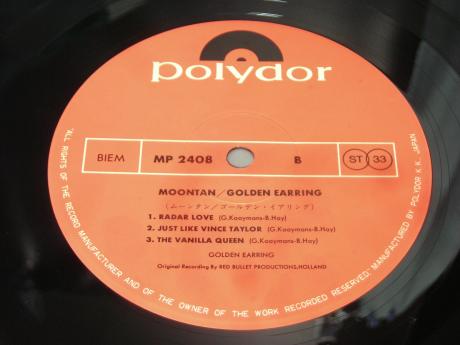 polydor
BIEM MP 2408 B ST 33
MOONTAN/GOLDEN EARRING
(ムーンタン/ゴールデン・イアリング)
1. RADAR LOVE (G.Kooymans-B.Hay)
2. JUST LIKE VINCE TAYLOR (G.Kooymans-B.Hay)
3. THE VANILLA QUEEN (G.Kooymans-B.Hay)
GOLDEN EARRING
Original Recording By RED BULLET PRODUCTIONS, HOLLAND
ALL RIGHTS OF THE RECORD MANUFACTURER AND OF THE OWNER OF THE WORK RECORDED RESERVED. MANUFACTURED BY POLYDOR K.K. JAPAN